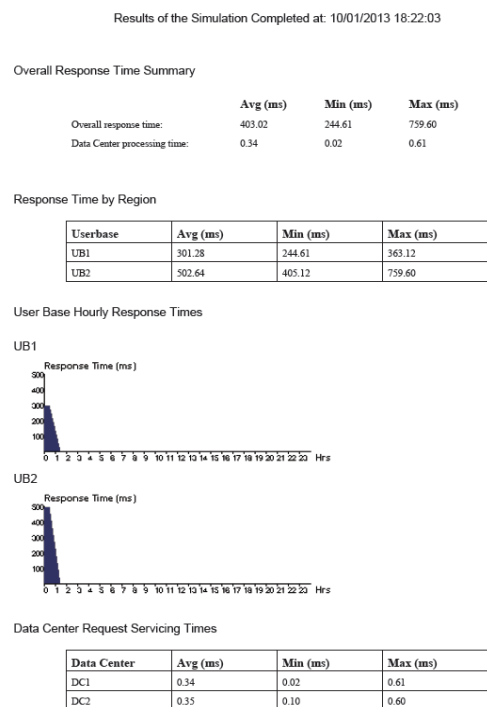 Results of the Simulation Completed at: 10/01/2013 18:22:03
Overall Response Time Summary
Avg (ms) Min (ms) Max (ms)
Overall response time: 403.02 244.61 759.60
Data Center processing time: 0.34 0.02 0.61
Response Time by Region
Userbase Avg (ms) Min (ms) Max (ms)
UB1 301.28 244.61 363.12
UB2 502.64 405.12 759.60
User Base Hourly Response Times
UB1
Response Time (ms)
500
400
300
200
100
0 1 2 3 4 5 6 7 8 9 10 11 12 13 14 15 16 17 18 19 20 21 22 23 Hrs
UB2
Response Time (ms)
500
400
300
200
100
0 1 2 3 4 5 6 7 8 9 10 11 12 13 14 15 16 17 18 19 20 21 22 23 Hrs
Data Center Request Servicing Times
Data Center Avg (ms) Min (ms) Max (ms)
DC1 0.34 0.02 0.61
DC2 0.35 0.10 0.60